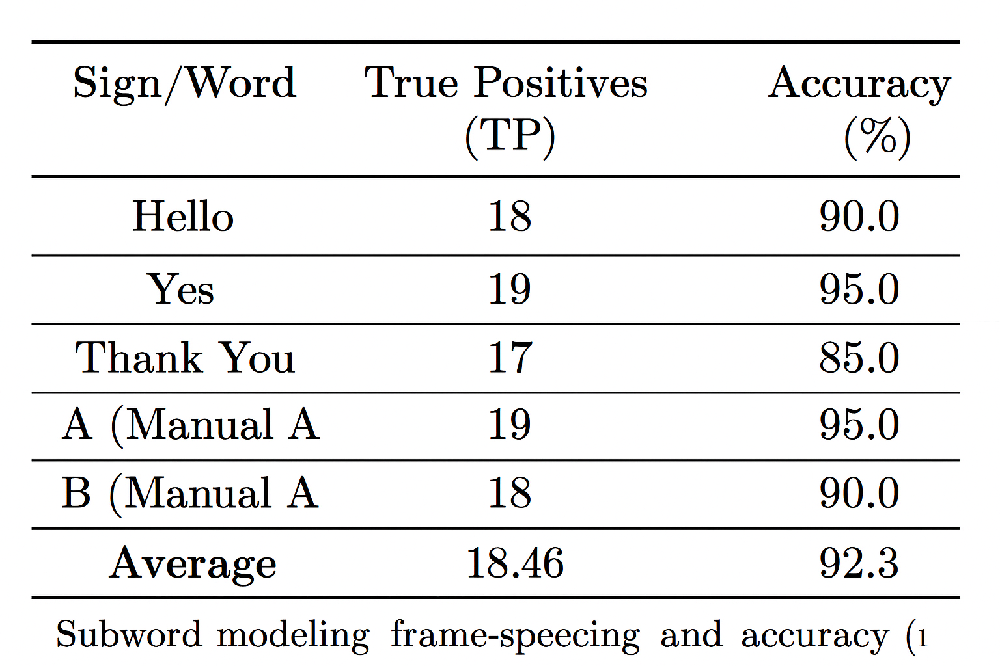 Sign/Word True Positives (TP) Accuracy (%)
Hello 18 90.0
Yes 19 95.0
Thank You 17 85.0
A (Manual A 19 95.0
B (Manual A 18 90.0
Average 18.46 92.3
Subword modeling frame-speecing and accuracy (